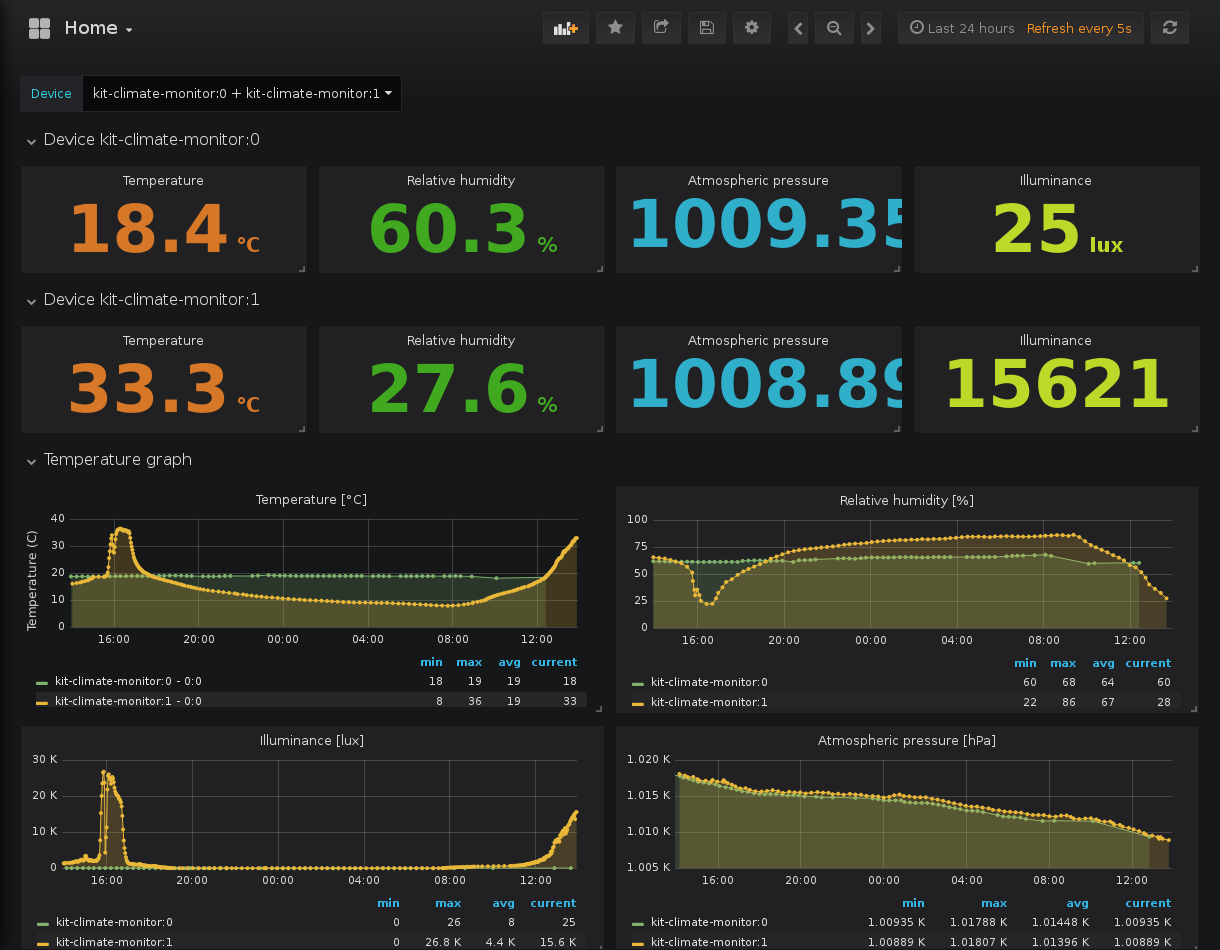 Home
Last 24 hours Refresh every 5s
Device kit-climate-monitor:0 + kit-climate-monitor:1
Device kit-climate-monitor:0
Temperature Relative humidity Atmospheric pressure Illuminance
18.4 °C 60.3 % 1009.35 25 lux
Device kit-climate-monitor:1
Temperature Relative humidity Atmospheric pressure Illuminance
33.3 °C 27.6 % 1008.89 15621
Temperature graph
Temperature [°C]
Temperature (C)
40
30
20
10
0
16:00 20:00 00:00 04:00 08:00 12:00
min max avg current
kit-climate-monitor:0 - 0:0 18 19 19 18
kit-climate-monitor:1 - 0:0 8 36 19 33
Relative humidity [%]
100
75
50
25
0
16:00 20:00 00:00 04:00 08:00 12:00
min max avg current
kit-climate-monitor:0 60 68 64 60
kit-climate-monitor:1 22 86 67 28
Illuminance [lux]
30 K
20 K
10 K
0
16:00 20:00 00:00 04:00 08:00 12:00
min max avg current
kit-climate-monitor:0 0 26 8 25
kit-climate-monitor:1 0 26.8 K 4.4 K 15.6 K
Atmospheric pressure [hPa]
1.020 K
1.015 K
1.010 K
1.005 K
16:00 20:00 00:00 04:00 08:00 12:00
min max avg current
kit-climate-monitor:0 1.00935 K 1.01788 K 1.01448 K 1.00935 K
kit-climate-monitor:1 1.00889 K 1.01807 K 1.01396 K 1.00889 K